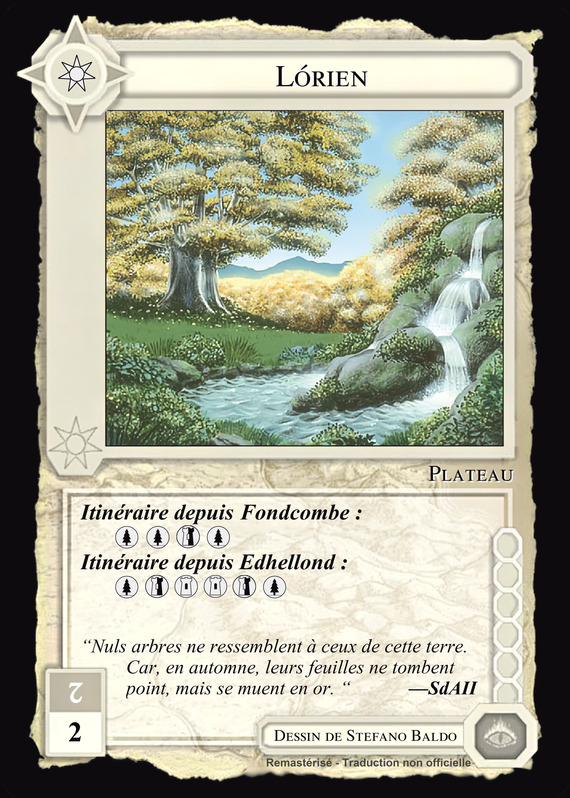 Lórien
Plateau
Itinéraire depuis Fondcombe :
Itinéraire depuis Edhellond :
“Nuls arbres ne ressemblent à ceux de cette terre.
Car, en automne, leurs feuilles ne tombent
point, mais se muent en or. “ —SdAII
2
2
Dessin de Stefano Baldo
Remastérisé - Traduction non officielle